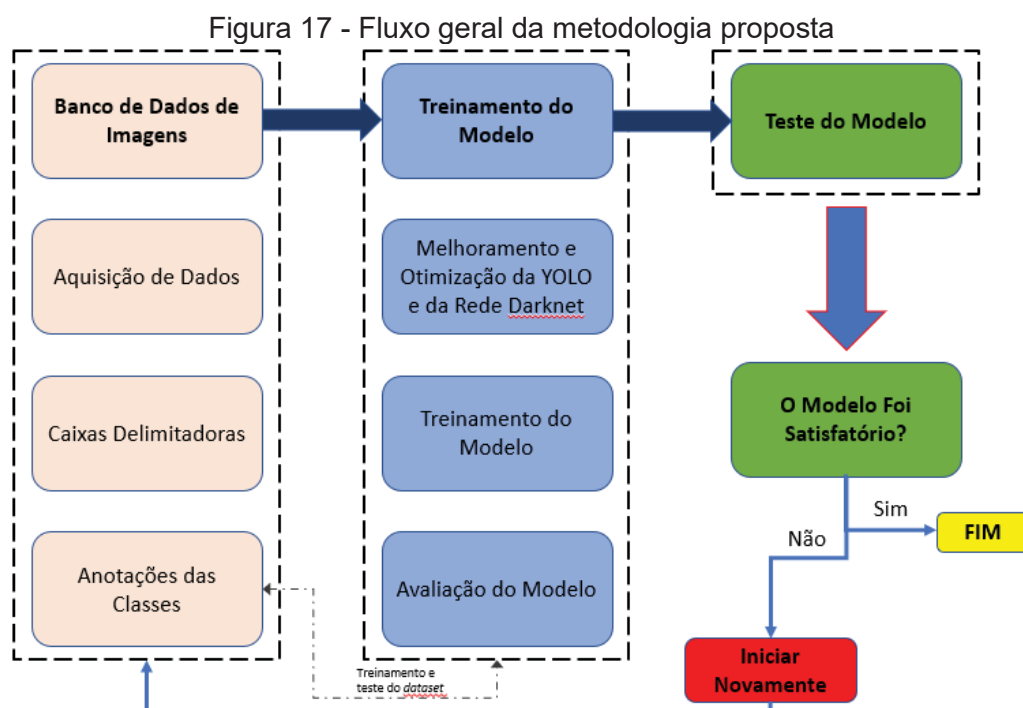 Figura 17 - Fluxo geral da metodologia proposta
Banco de Dados de
Imagens
Aquisição de Dados
Caixas Delimitadoras
Anotações das
Classes
Treinamento do
Modelo
Melhoramento e
Otimização da YOLO
e da Rede Darknet
Treinamento do
Modelo
Avaliação do Modelo
Treinamento e
teste do dataset
Teste do Modelo
O Modelo Foi
Satisfatório?
Sim
Não
FIM
Iniciar
Novamente